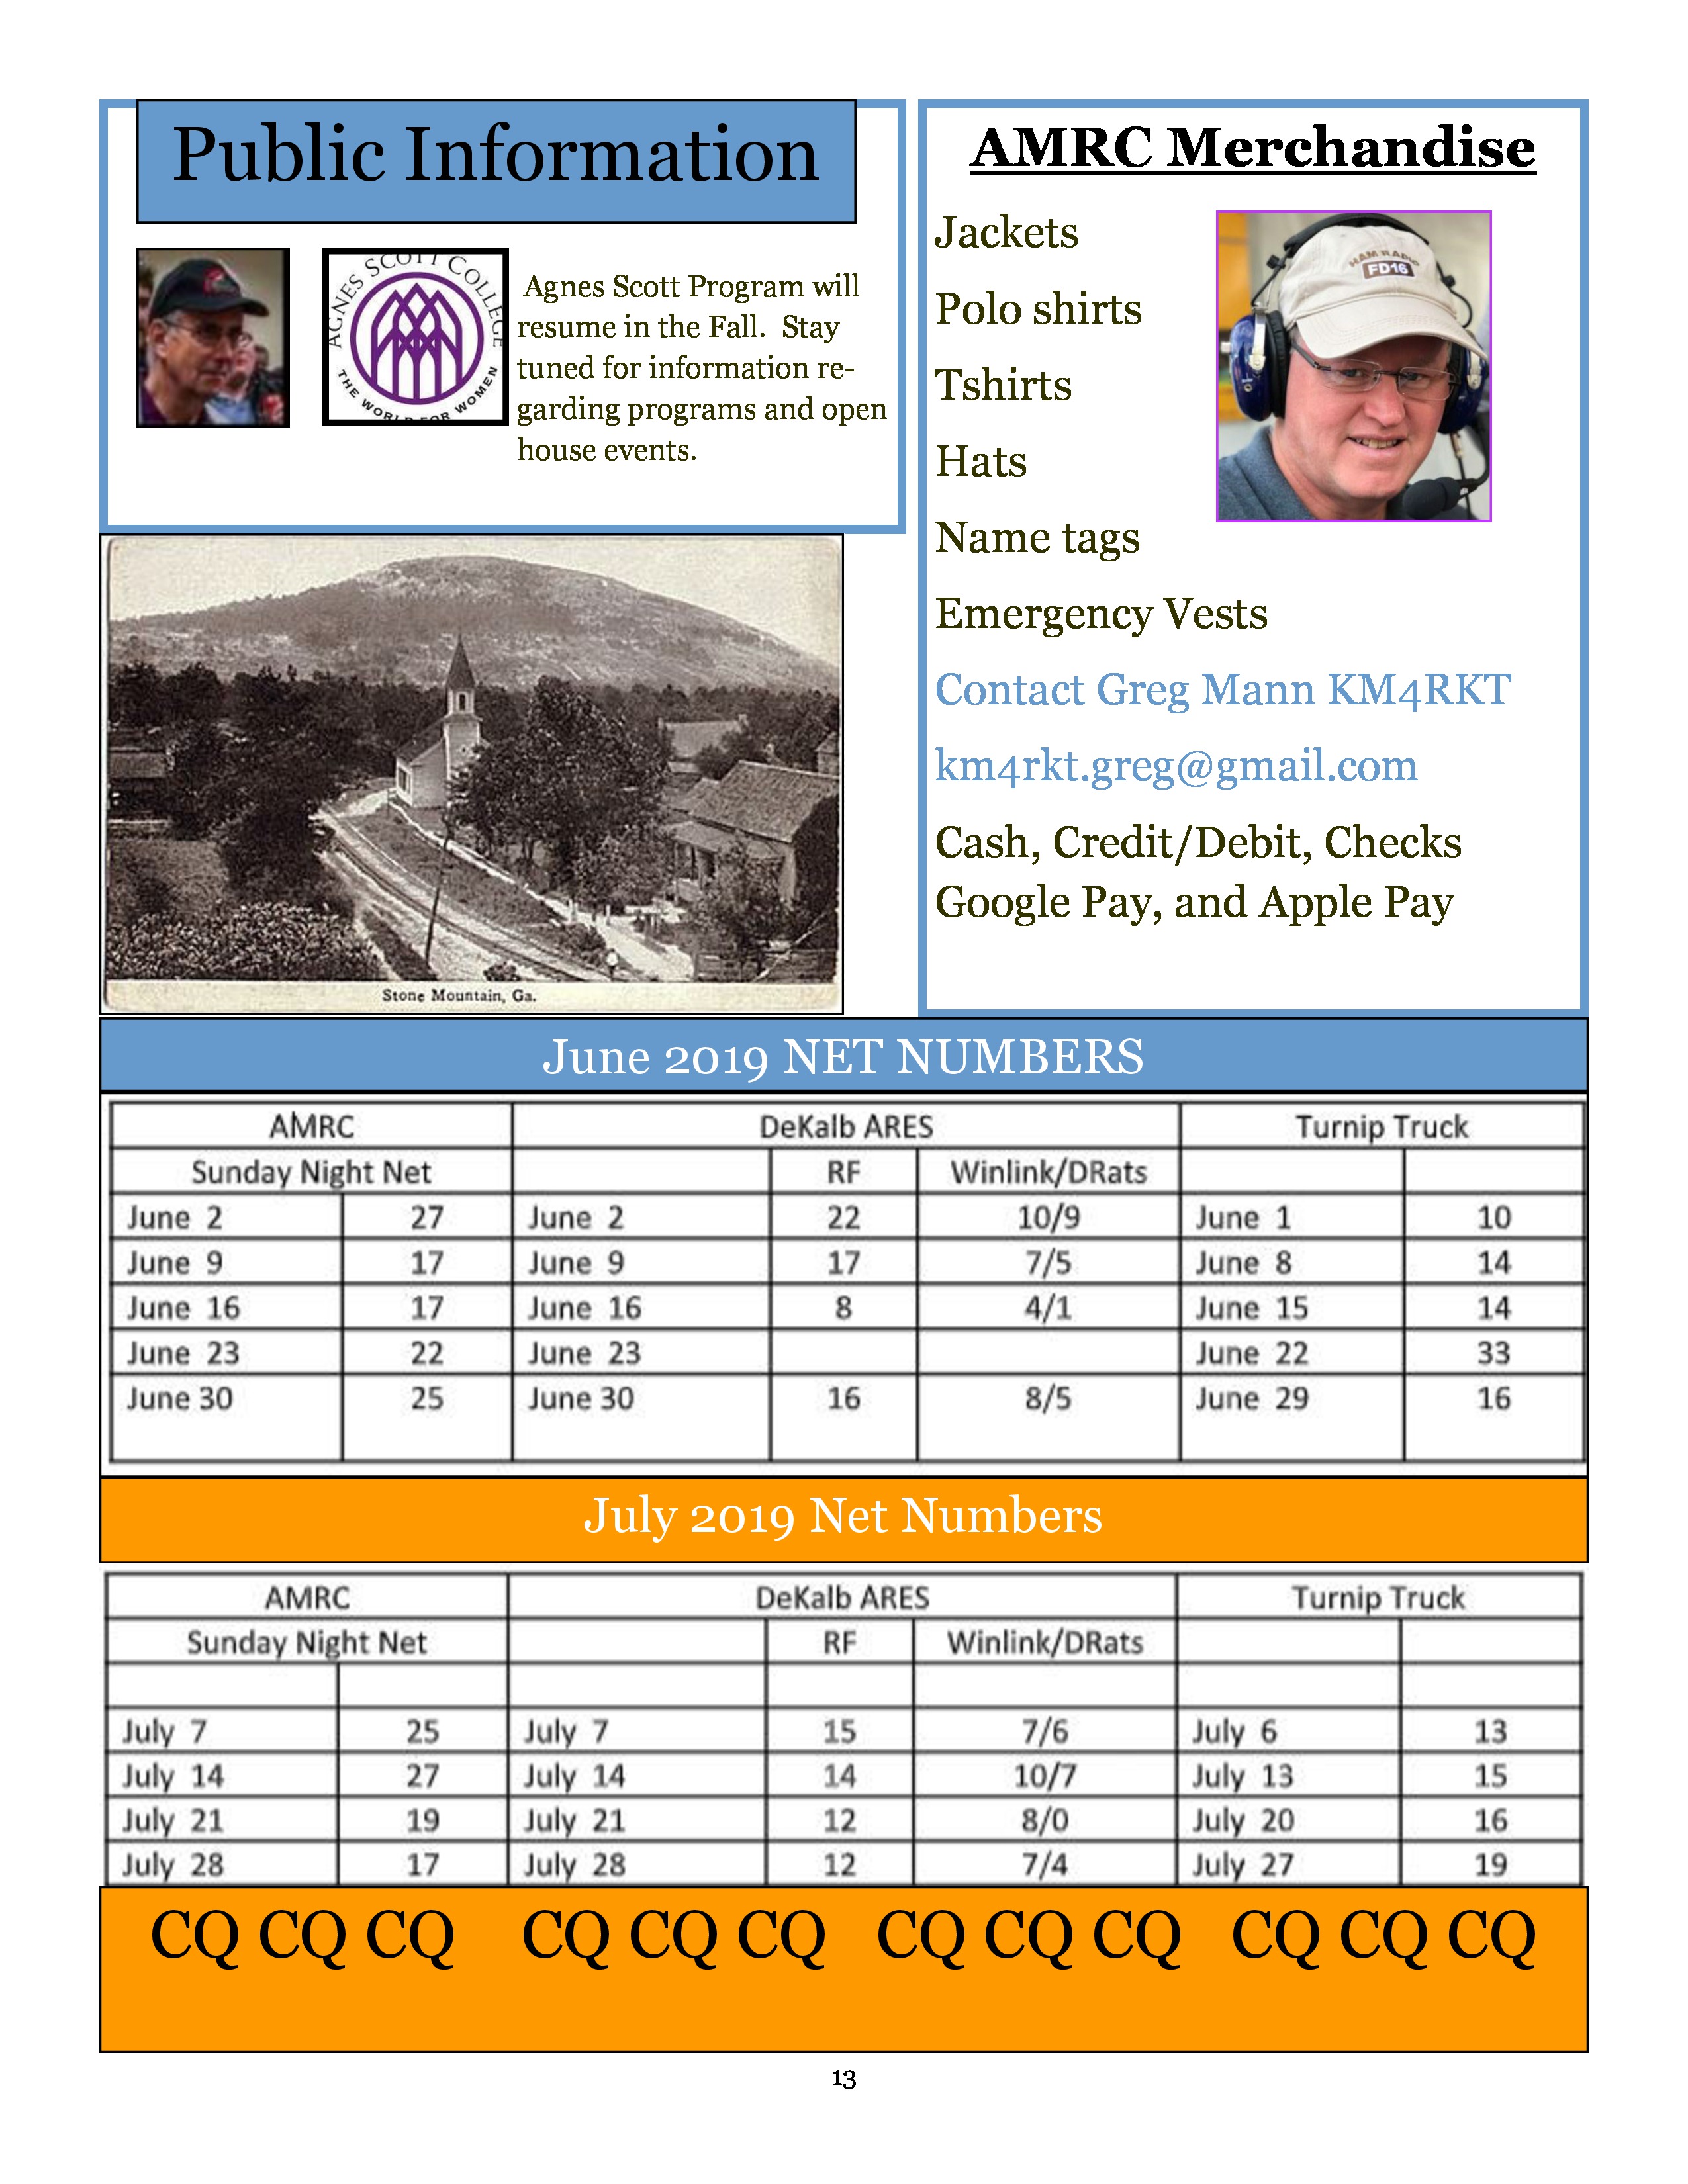 Public Information
AGNES SCOTT COLLEGE
THE WORLD FOR WOMEN
Agnes Scott Program will
resume in the Fall.  Stay
tuned for information re-
garding programs and open
house events.
Stone Mountain, Ga.
AMRC Merchandise
HAM RADIO
FD16
Jackets
Polo shirts
Tshirts
Hats
Name tags
Emergency Vests
Contact Greg Mann KM4RKT
km4rkt.greg@gmail.com
Cash, Credit/Debit, Checks
Google Pay, and Apple Pay
June 2019 NET NUMBERS
AMRC DeKalb ARES Turnip Truck
Sunday Night Net RF Winlink/DRats
June 2 27 June 2 22 10/9 June 1 10
June 9 17 June 9 17 7/5 June 8 14
June 16 17 June 16 8 4/1 June 15 14
June 23 22 June 23 June 22 33
June 30 25 June 30 16 8/5 June 29 16
July 2019 Net Numbers
AMRC DeKalb ARES Turnip Truck
Sunday Night Net RF Winlink/DRats
July 7 25 July 7 15 7/6 July 6 13
July 14 27 July 14 14 10/7 July 13 15
July 21 19 July 21 12 8/0 July 20 16
July 28 17 July 28 12 7/4 July 27 19
CQ CQ CQ CQ CQ CQ CQ CQ CQ CQ CQ CQ
13